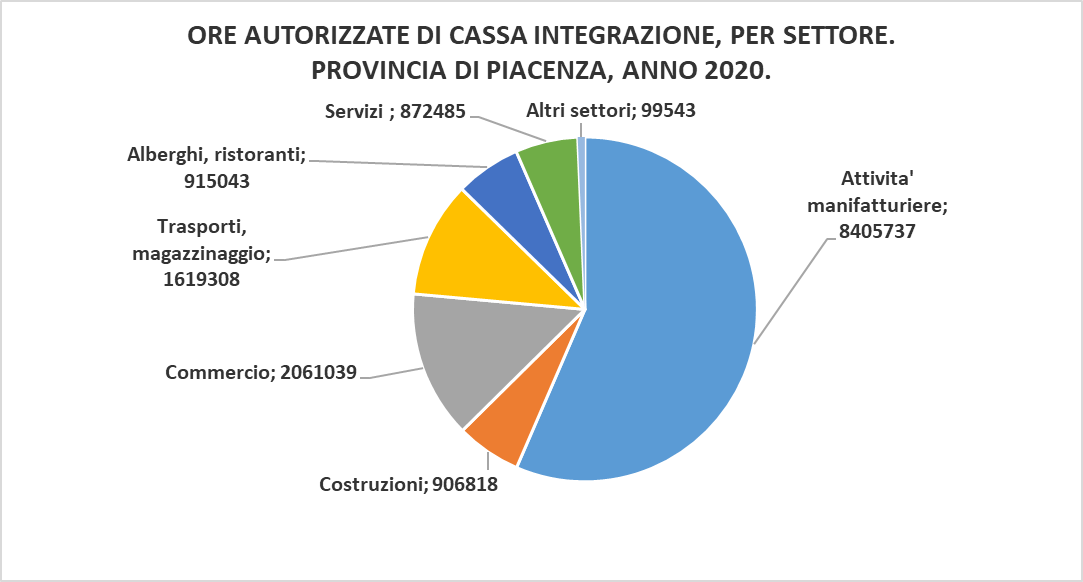 ORE AUTORIZZATE DI CASSA INTEGRAZIONE, PER SETTORE.
PROVINCIA DI PIACENZA, ANNO 2020.
Servizi ; 872485
Altri settori; 99543
Alberghi, ristoranti;
915043
Attivita'
manifatturiere;
8405737
Trasporti,
magazzinaggio;
1619308
Commercio; 2061039
Costruzioni; 906818